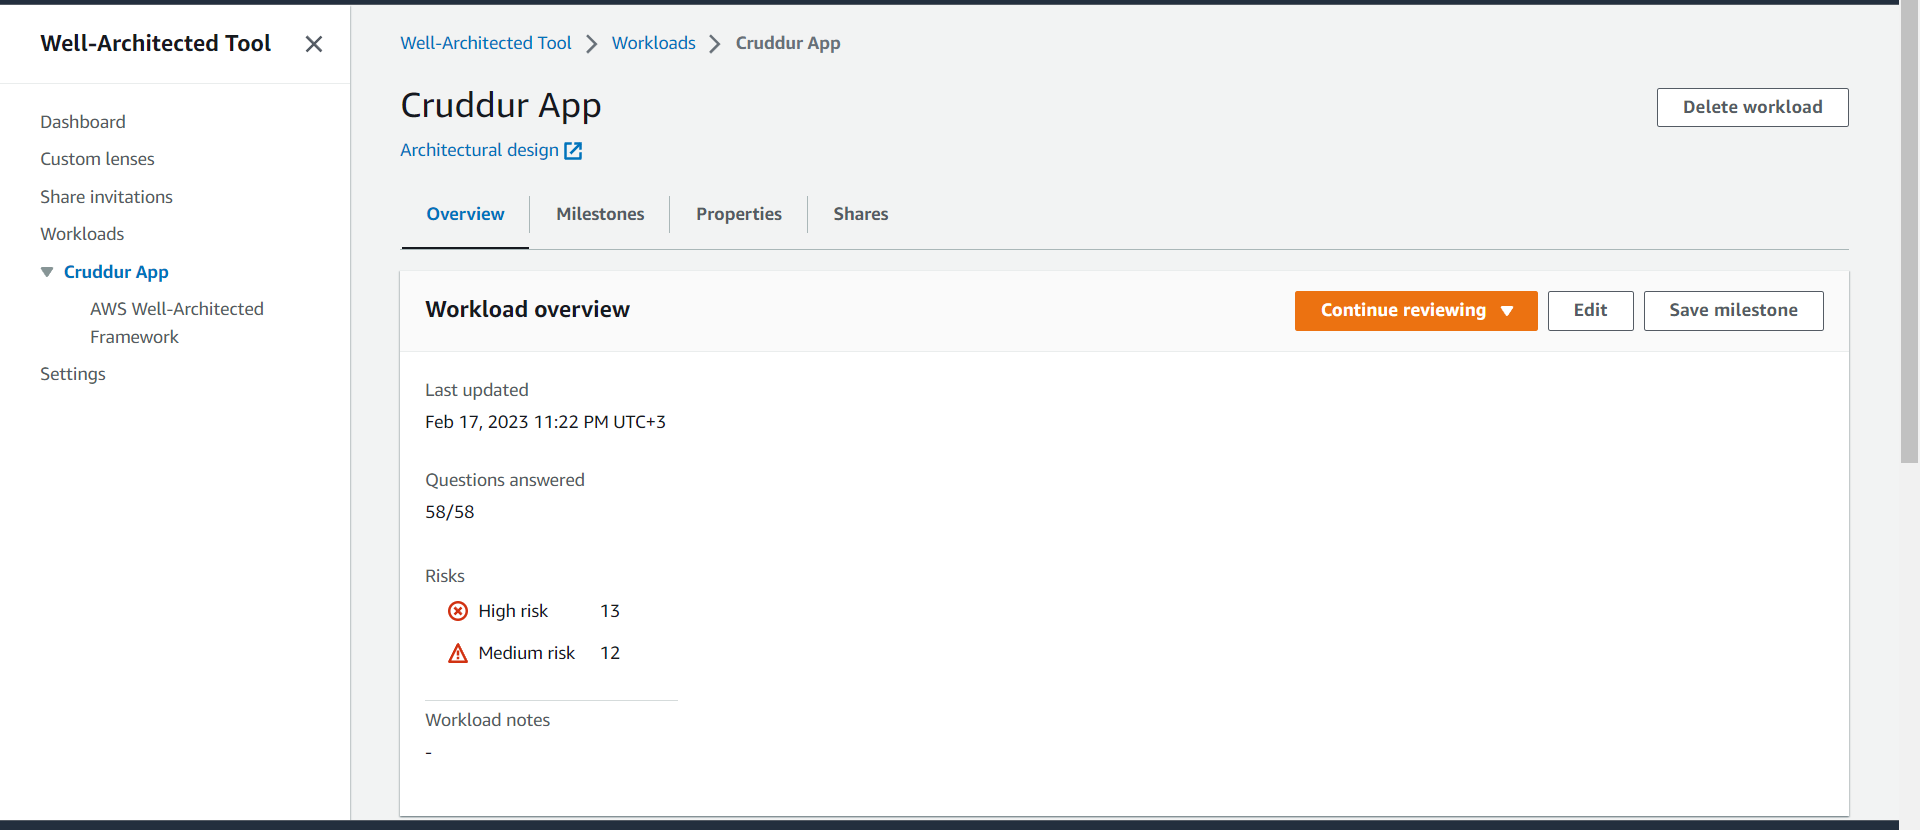 Well-Architected Tool
Dashboard
Custom lenses
Share invitations
Workloads
Cruddur App
AWS Well-Architected
Framework
Settings
Well-Architected Tool > Workloads > Cruddur App
Cruddur App
Delete workload
Architectural design
Overview
Milestones
Properties
Shares
Workload overview
Continue reviewing
Edit
Save milestone
Last updated
Feb 17, 2023 11:22 PM UTC+3
Questions answered
58/58
Risks
High risk 13
Medium risk 12
Workload notes
-